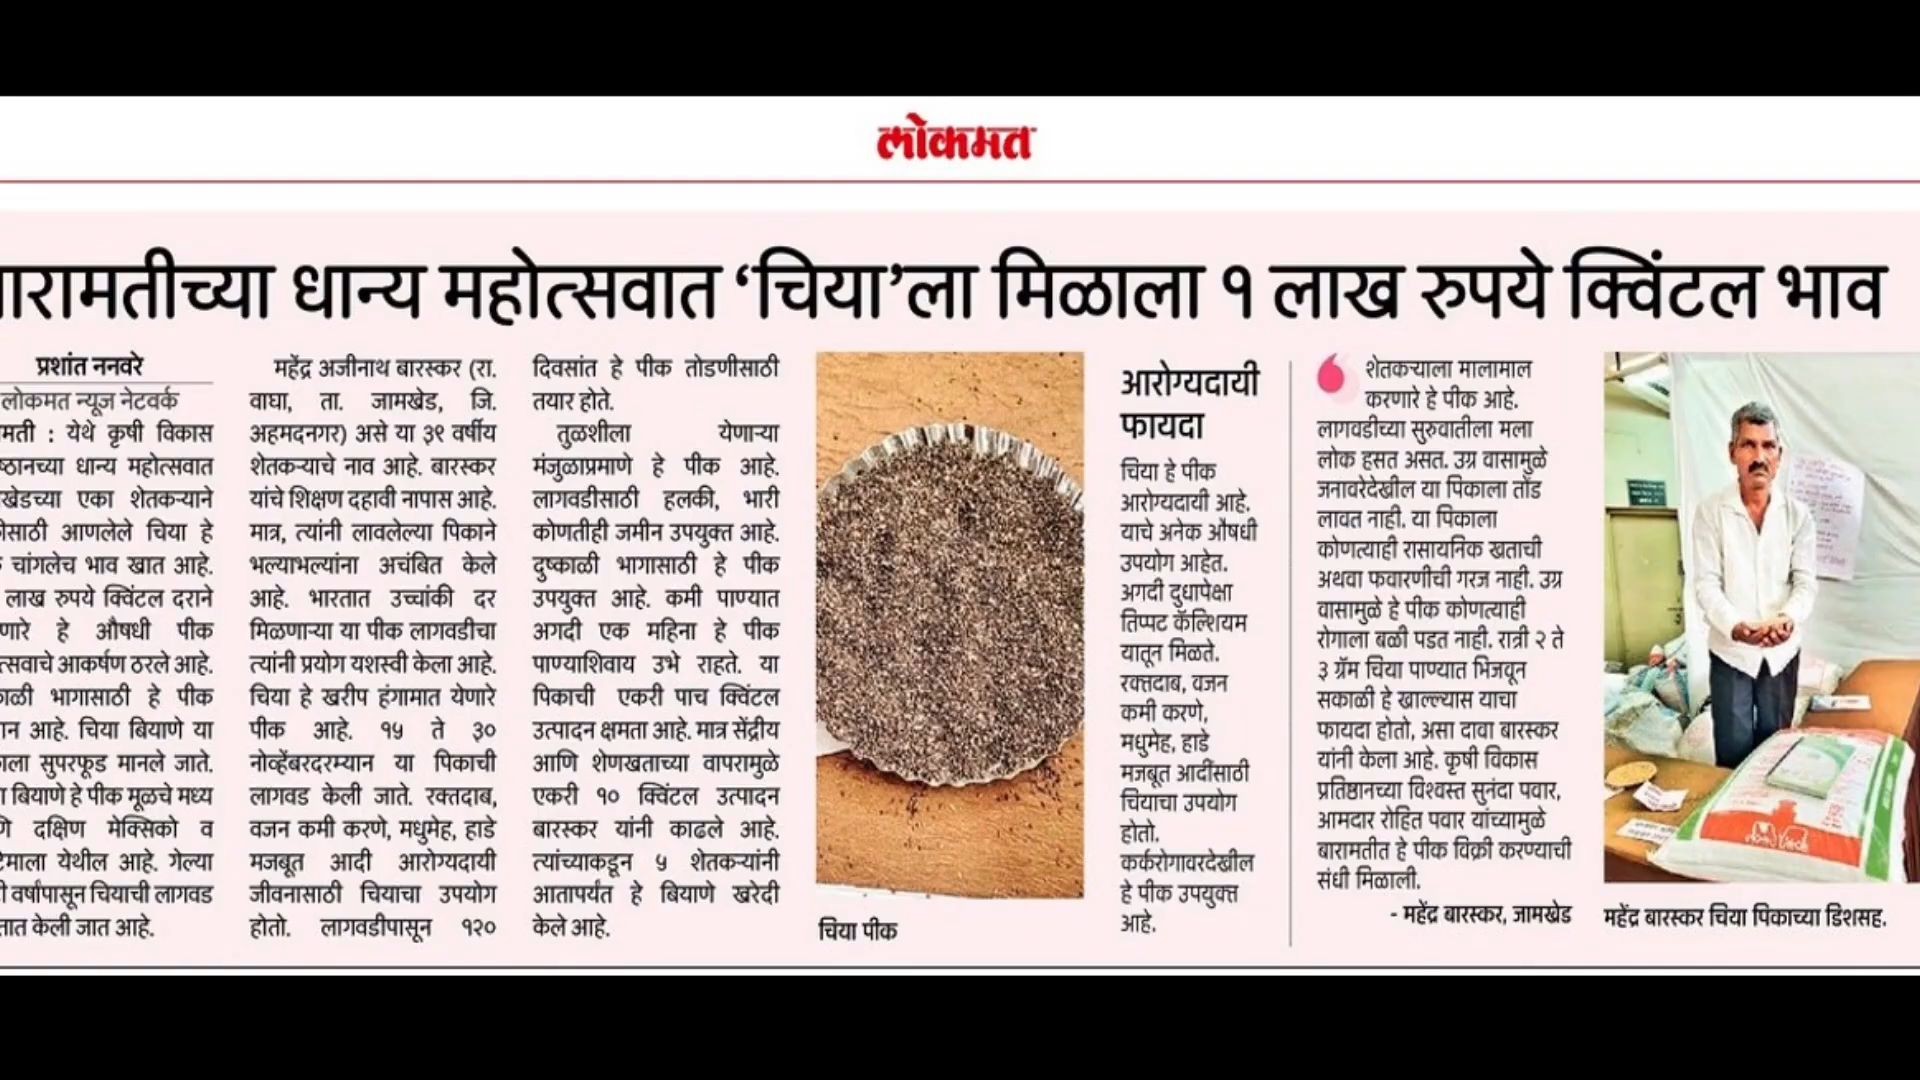 लोकमत
ारामतीच्या धान्य महोत्सवात ‘चिया’ला मिळाला १ लाख रुपये क्विंटल भाव
प्रशांत ननवरे
लोकमत न्यूज नेटवर्क
मती : येथे कृषी विकास
ष्ठानच्या धान्य महोत्सवात
खेडच्या एका शेतकऱ्याने
ीसाठी आणलेले चिया हे
चांगलेच भाव खात आहे.
लाख रुपये क्विंटल दराने
णारे हे औषधी पीक
त्सवाचे आकर्षण ठरले आहे.
काळी भागासाठी हे पीक
ान आहे. चिया बियाणे या
ाला सुपरफूड मानले जाते.
ा बियाणे हे पीक मूळचे मध्य
णि दक्षिण मेक्सिको व
टेमाला येथील आहे. गेल्या
ी वर्षांपासून चियाची लागवड
तात केली जात आहे.
महेंद्र अजीनाथ बारस्कर (रा.
वाघा, ता. जामखेड, जि.
अहमदनगर) असे या ३९ वर्षीय
शेतकऱ्याचे नाव आहे. बारस्कर
यांचे शिक्षण दहावी नापास आहे.
मात्र, त्यांनी लावलेल्या पिकाने
भल्याभल्यांना अचंबित केले
आहे. भारतात उच्चांकी दर
मिळणाऱ्या या पीक लागवडीचा
त्यांनी प्रयोग यशस्वी केला आहे.
चिया हे खरीप हंगामात येणारे
पीक आहे. १५ ते ३०
नोव्हेंबरदरम्यान या पिकाची
लागवड केली जाते. रक्तदाब,
वजन कमी करणे, मधुमेह, हाडे
मजबूत आदी आरोग्यदायी
जीवनासाठी चियाचा उपयोग
होतो. लागवडीपासून १२०
दिवसांत हे पीक तोडणीसाठी
तयार होते.
तुळशीला येणाऱ्या
मंजुळाप्रमाणे हे पीक आहे.
लागवडीसाठी हलकी, भारी
कोणतीही जमीन उपयुक्त आहे.
दुष्काळी भागासाठी हे पीक
उपयुक्त आहे. कमी पाण्यात
अगदी एक महिना हे पीक
पाण्याशिवाय उभे राहते. या
पिकाची एकरी पाच क्विंटल
उत्पादन क्षमता आहे. मात्र सेंद्रीय
आणि शेणखताच्या वापरामुळे
एकरी १० क्विंटल उत्पादन
बारस्कर यांनी काढले आहे.
त्यांच्याकडून ५ शेतकऱ्यांनी
आतापर्यंत हे बियाणे खरेदी
केले आहे.
चिया पीक
आरोग्यदायी
फायदा
चिया हे पीक
आरोग्यदायी आहे.
याचे अनेक औषधी
उपयोग आहेत.
अगदी दुधापेक्षा
तिप्पट कॅल्शियम
यातून मिळते.
रक्तदाब, वजन
कमी करणे,
मधुमेह, हाडे
मजबूत आदींसाठी
चियाचा उपयोग
होतो.
कर्करोगावरदेखील
हे पीक उपयुक्त
आहे.
शेतकऱ्याला मालामाल
करणारे हे पीक आहे.
लागवडीच्या सुरुवातीला मला
लोक हसत असत. उग्र वासामुळे
जनावरेदेखील या पिकाला तोंड
लावत नाही. या पिकाला
कोणत्याही रासायनिक खताची
अथवा फवारणीची गरज नाही. उग्र
वासामुळे हे पीक कोणत्याही
रोगाला बळी पडत नाही. रात्री २ ते
३ ग्रॅम चिया पाण्यात भिजवून
सकाळी हे खाल्ल्यास याचा
फायदा होतो, असा दावा बारस्कर
यांनी केला आहे. कृषी विकास
प्रतिष्ठानच्या विश्वस्त सुनंदा पवार,
आमदार रोहित पवार यांच्यामुळे
बारामतीत हे पीक विक्री करण्याची
संधी मिळाली.
- महेंद्र बारस्कर, जामखेड
महेंद्र बारस्कर चिया पिकाच्या डिशसह.